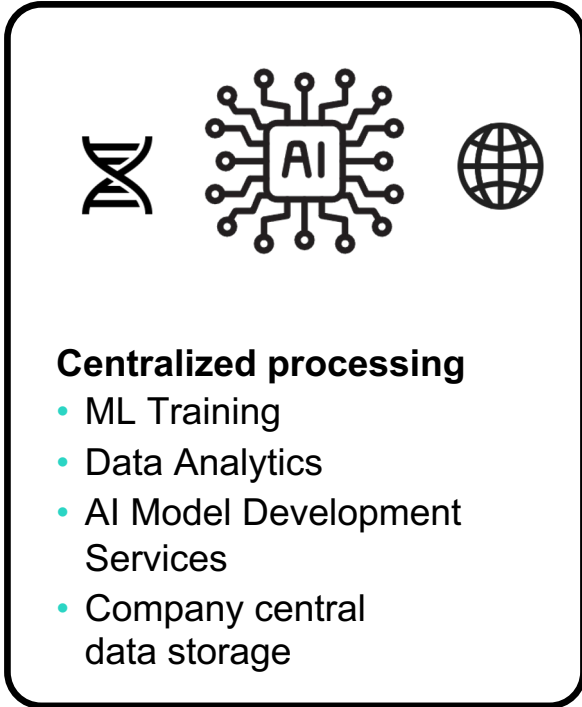 AI
Centralized processing
• ML Training
• Data Analytics
• AI Model Development
Services
• Company central
data storage